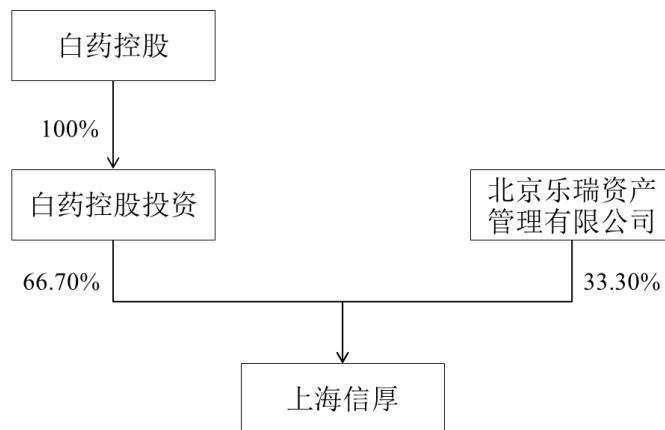 白药控股
100%
白药控股投资
北京乐瑞资产
管理有限公司
66.70%
33.30%
上海信厚